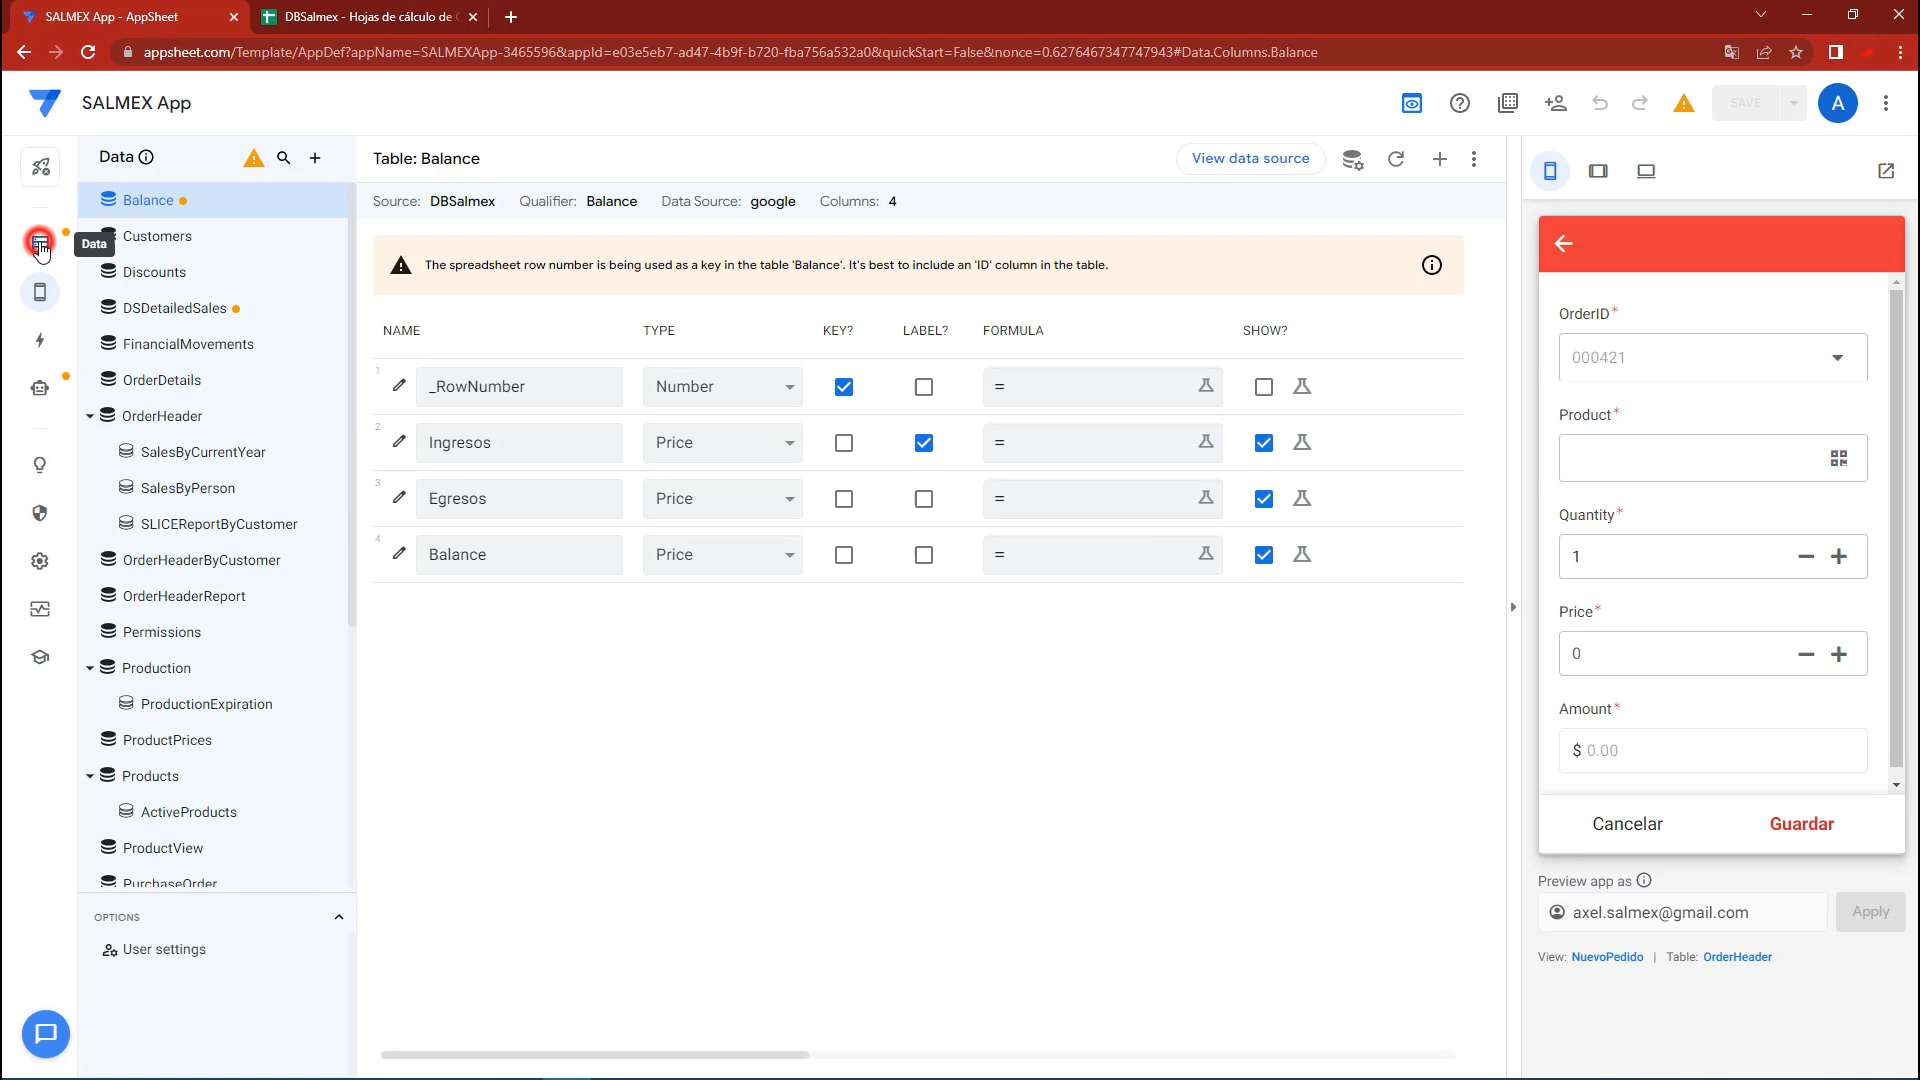 SALMEX App - AppSheet
DBSalmex - Hojas de cálculo de
appsheet.com/Template/AppDef?appName=SALMEXApp-3465596&appId=e03e5eb7-ad47-4b9f-b720-fba756a532a0&quickStart=False&nonce=0.6276467347747943#Data.Columns.Balance
SALMEX App
SAVE
A
Data
Balance
Customers
Data
Discounts
DSDetailedSales
FinancialMovements
OrderDetails
OrderHeader
SalesByCurrentYear
SalesByPerson
SLICEReportByCustomer
OrderHeaderByCustomer
OrderHeaderReport
Permissions
Production
ProductionExpiration
ProductPrices
Products
ActiveProducts
ProductView
PurchaseOrder
OPTIONS
User settings
Table: Balance
View data source
Source: DBSalmex Qualifier: Balance Data Source: google Columns: 4
The spreadsheet row number is being used as a key in the table 'Balance'. It's best to include an 'ID' column in the table.
NAME TYPE KEY? LABEL? FORMULA SHOW?
1 _RowNumber Number =
2 Ingresos Price =
3 Egresos Price =
4 Balance Price =
OrderID*
000421
Product*
Quantity*
1
Price*
0
Amount*
$ 0.00
Cancelar Guardar
Preview app as
axel.salmex@gmail.com Apply
View: NuevoPedido | Table: OrderHeader